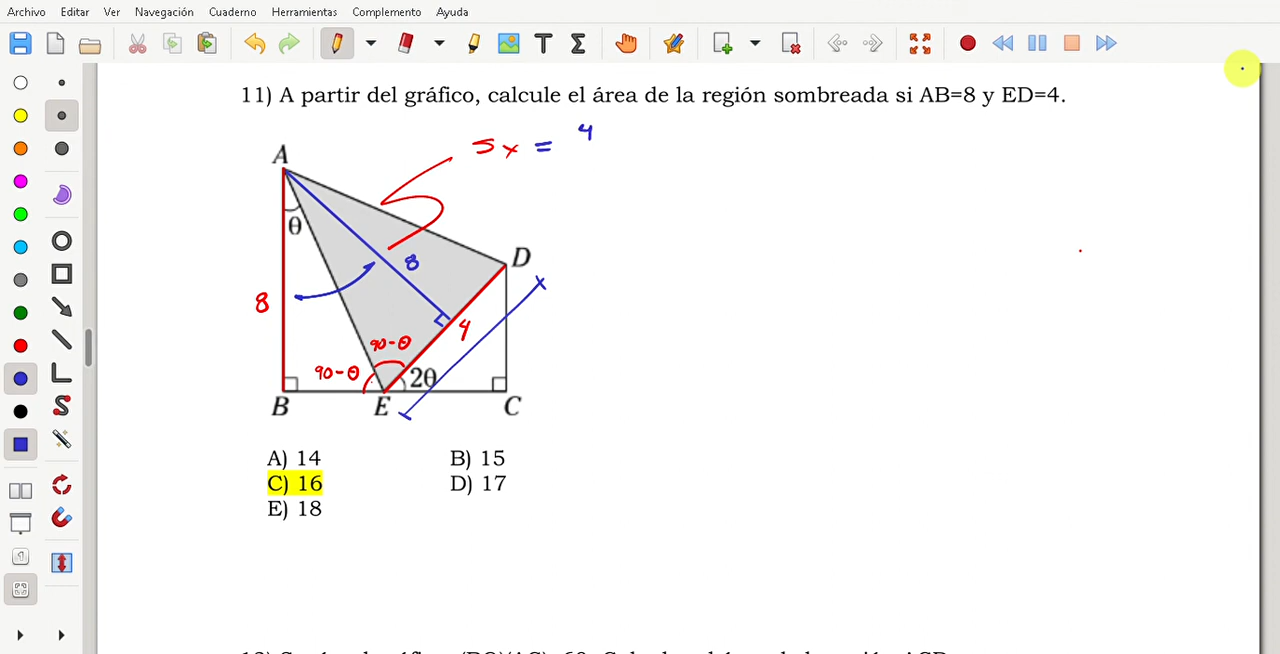 Archivo Editar Ver Navegación Cuaderno Herramientas Complemento Ayuda
11) A partir del gráfico, calcule el área de la región sombreada si AB=8 y ED=4.
5x = 4
A
θ
D
8
8
4
x
90-θ
90-θ
2θ
B E C
A) 14 B) 15
C) 16 D) 17
E) 18